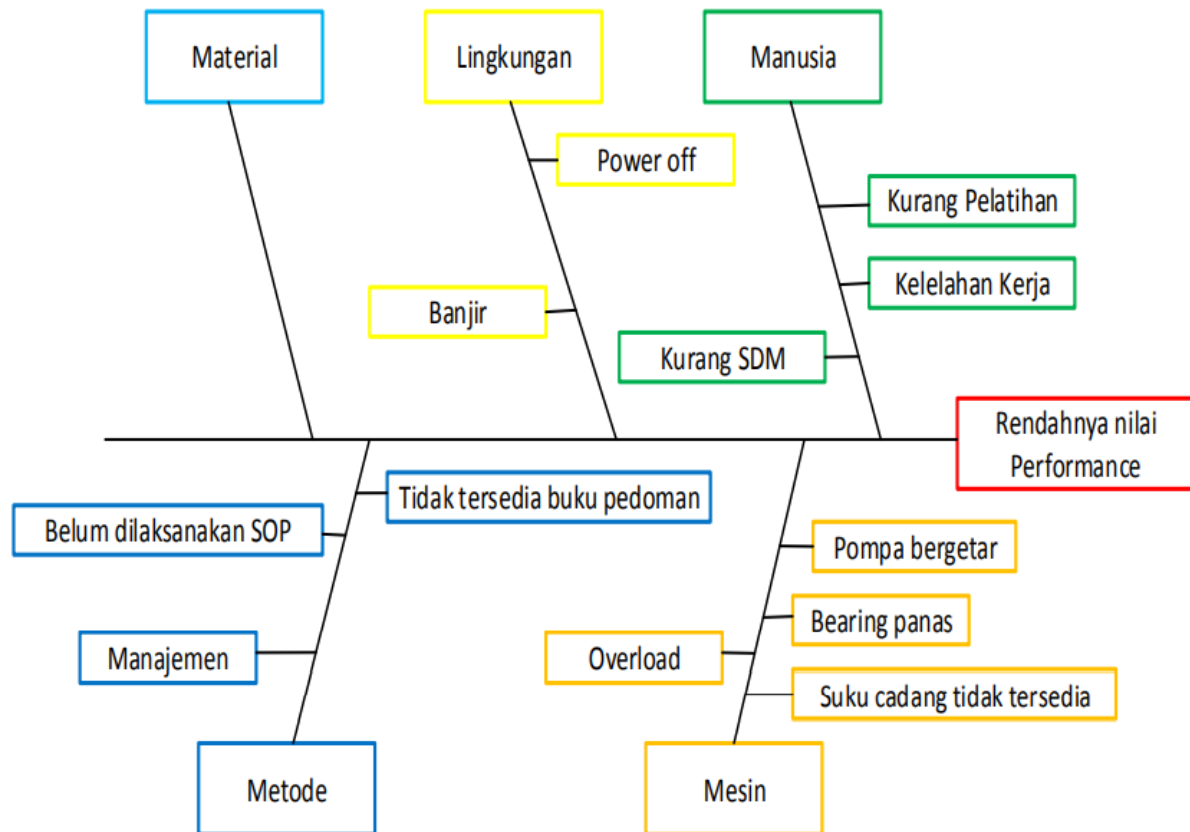 Material
Lingkungan
Manusia
Power off
Kurang Pelatihan
Kelelahan Kerja
Banjir
Kurang SDM
Rendahnya nilai
Performance
Tidak tersedia buku pedoman
Belum dilaksanakan SOP
Pompa bergetar
Bearing panas
Manajemen
Overload
Suku cadang tidak tersedia
Metode
Mesin